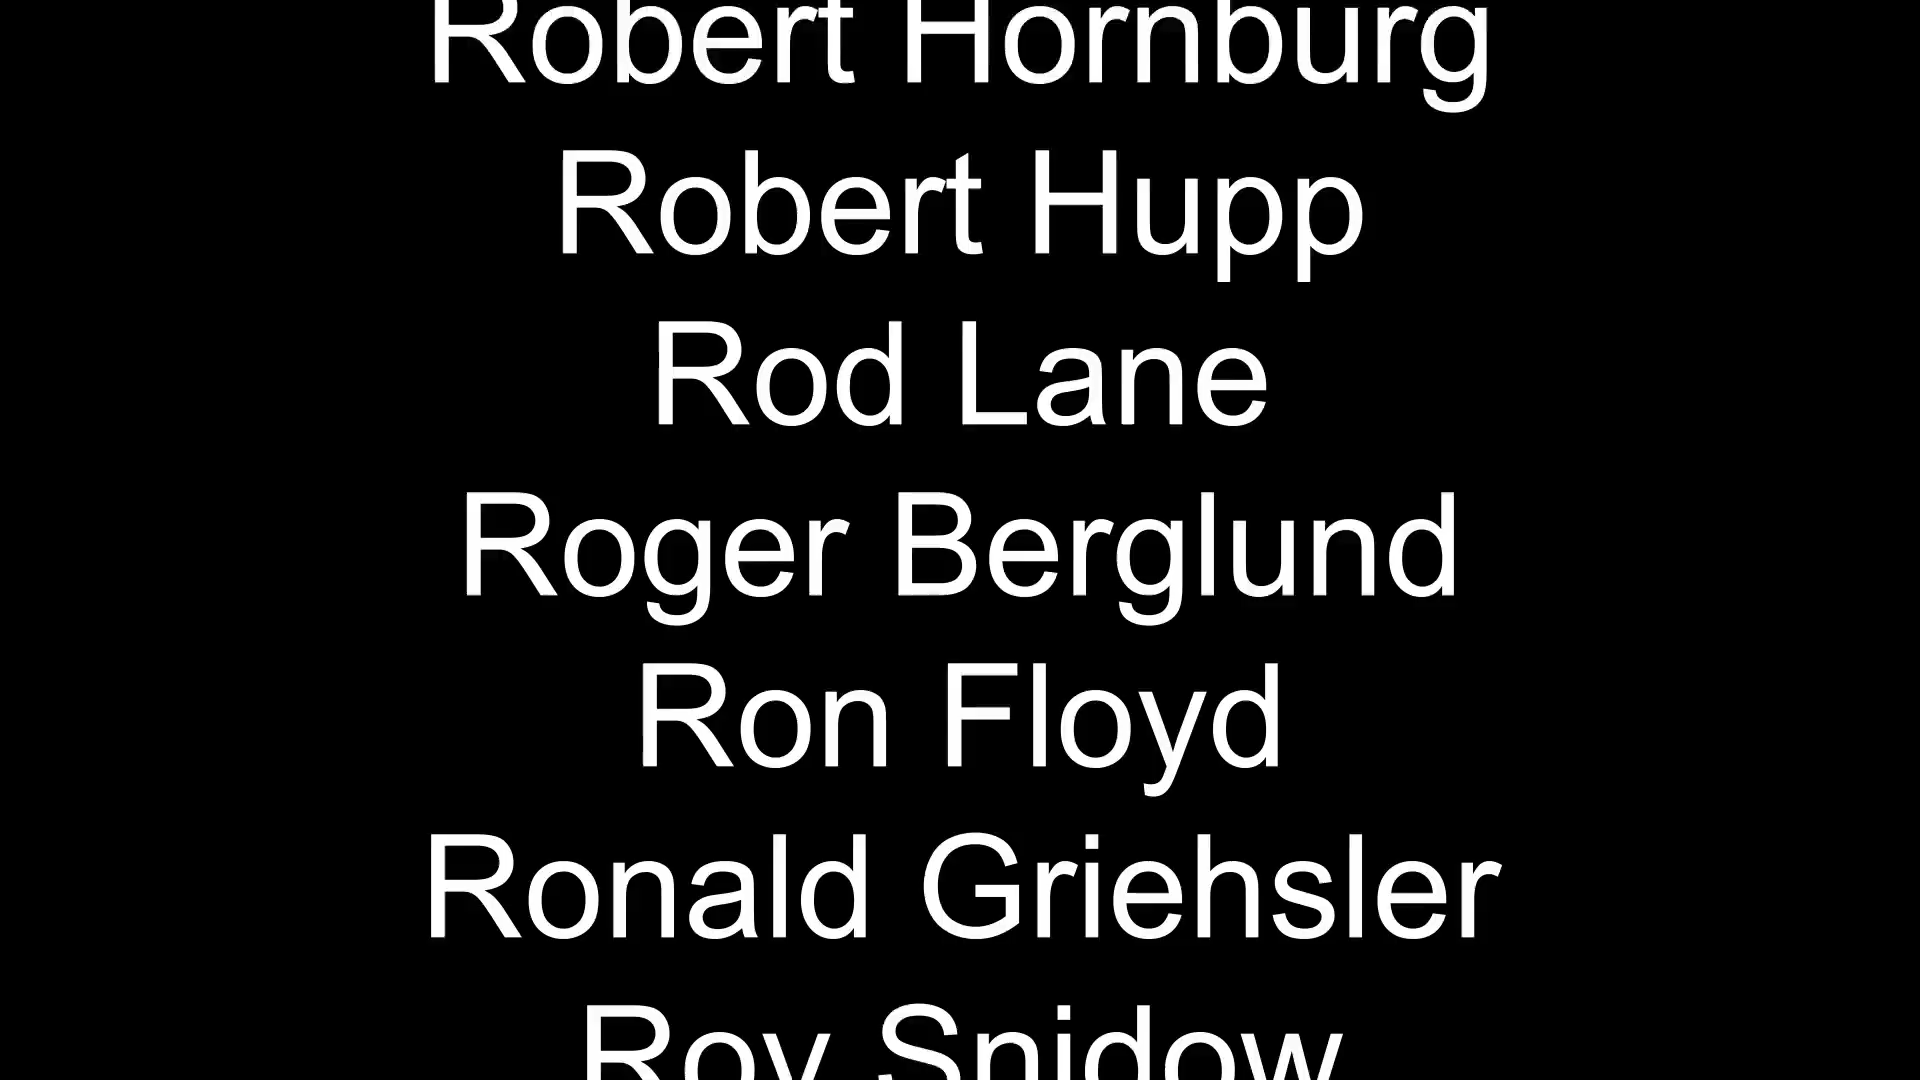 Robert Hornburg
Robert Hupp
Rod Lane
Roger Berglund
Ron Floyd
Ronald Griehsler
Roy Snidow